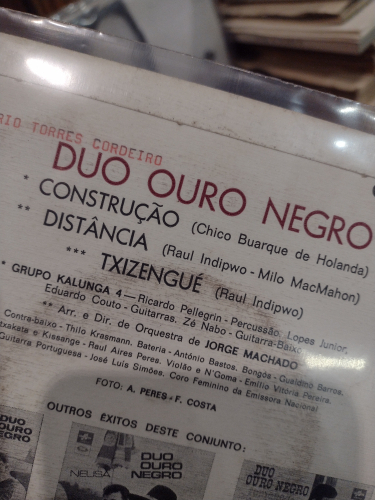 RIO TORRES CORDEIRO
DUO OURO NEGRO
* CONSTRUÇÃO (Chico Buarque de Holanda)
** DISTÂNCIA (Raul Indipwo - Milo MacMahon)
*** TXIZENGUÉ (Raul Indipwo)
* GRUPO KALUNGA 4 — Ricardo Pellegrin - Percussão, Lopes Junior,
Eduardo Couto - Guitarras. Zé Nabo - Guitarra-Baixo
** Arr. e Dir. de Orquestra de JORGE MACHADO
Contra-baixo - Thilo Krasmann. Bateria - António Bastos. Bongós - Gualdino Barros.
txakata e Kissange - Raul Aires Peres. Violão e N'Goma - Emílio Vitória Pereira.
Guitarra Portuguesa - José Luís Simões. Coro Feminino da Emissora Nacional
FOTO: A. PERES - F. COSTA
OUTROS ÊXITOS DESTE CONJUNTO:
DUO
OURO
NEGRO
NEUSA
DUO
OURO
NEGRO
DUO
OURO NEGRO